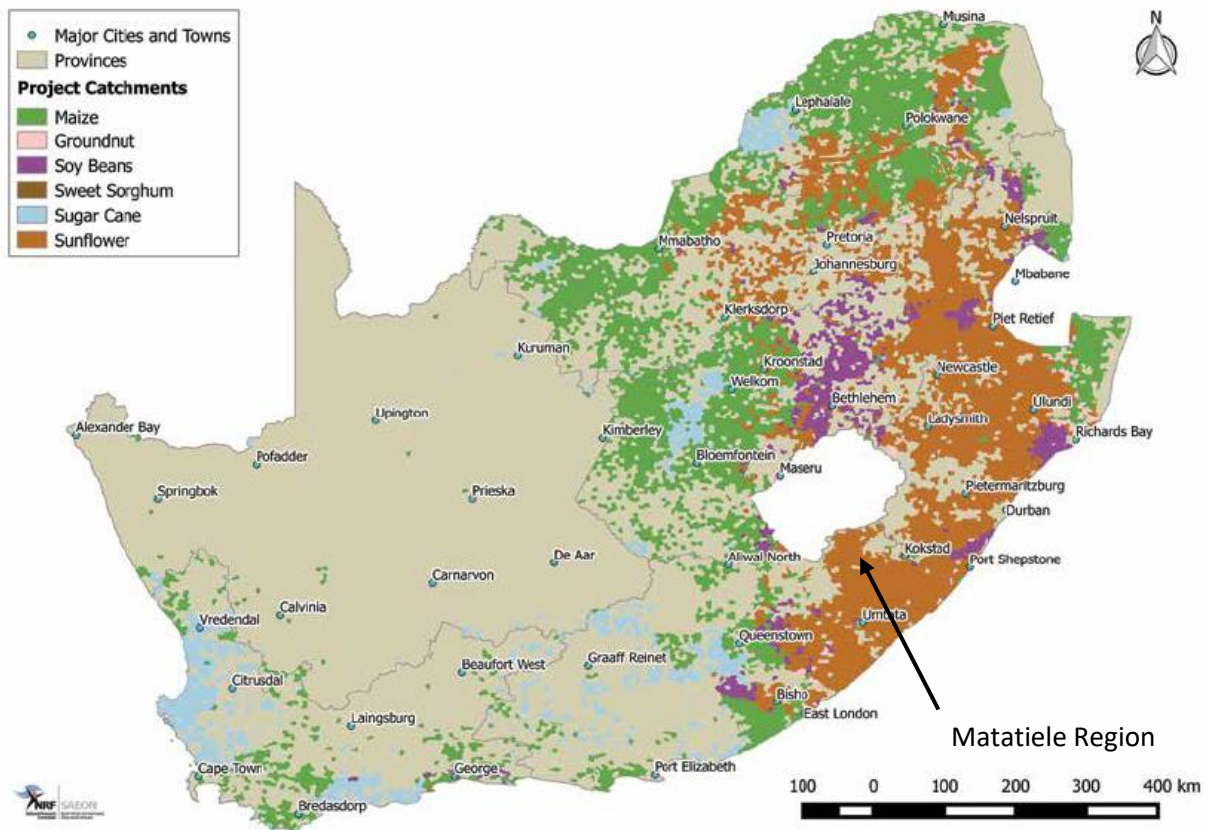 Major Cities and Towns
Provinces
Project Catchments
Maize
Groundnut
Soy Beans
Sweet Sorghum
Sugar Cane
Sunflower
N
Musina
Lephalale
Polokwane
Nelspruit
Mmabatho
Pretoria
Johannesburg
Mbabane
Klerksdorp
Piet Retief
Kuruman
Kroonstad
Newcastle
Welkom
Bethlehem
Ulundi
Upington
Ladysmith
Alexander Bay
Kimberley
Richards Bay
Pofadder
Bloemfontein
Maseru
Springbok
Prieska
Pietermaritzburg
Durban
De Aar
Aliwal North
Kokstad
Port Shepstone
Carnarvon
Calvinia
Vredendal
Umtata
Queenstown
Beaufort West
Graaff Reinet
Citrusdal
Bisho
East London
Laingsburg
Matatiele Region
Cape Town
George
Port Elizabeth
Bredasdorp
NRF SAEON
100 0 100 200 300 400 km